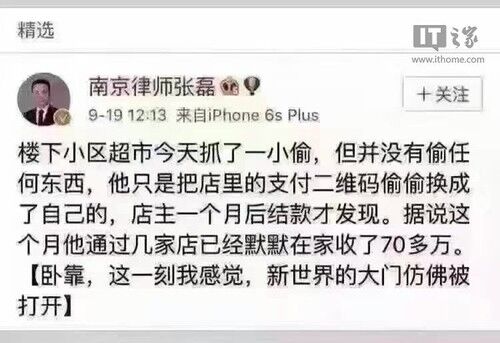 精选
IT之家
www.ithome.com
南京律师张磊
9-19 12:13 来自iPhone 6s Plus
+关注
楼下小区超市今天抓了一小偷，但并没有偷任
何东西，他只是把店里的支付二维码偷偷换成
了自己的，店主一个月后结款才发现。据说这
个月他通过几家店已经默默在家收了70多万。
【卧靠，这一刻我感觉，新世界的大门仿佛被
打开】